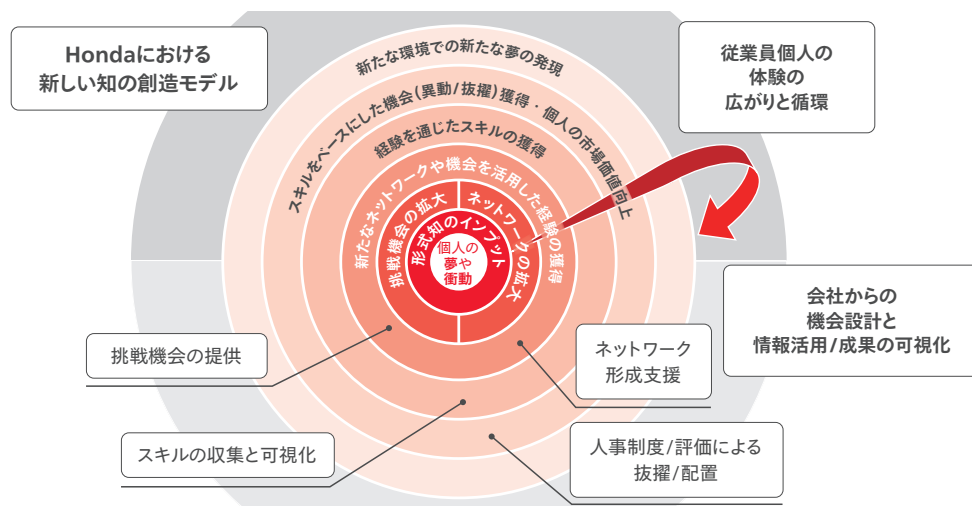 Hondaにおける
新しい知の創造モデル
従業員個人の
体験の
広がりと循環
新たな環境での新たな夢の発現
スキルをベースにした機会(異動/抜擢)獲得・個人の市場価値向上
経験を通じたスキルの獲得
新たなネットワークや機会を活用した経験の獲得
挑戦機会の拡大
ネットワークの拡大
形式知のインプット
個人の
夢や
衝動
会社からの
機会設計と
情報活用/成果の可視化
挑戦機会の提供
ネットワーク
形成支援
スキルの収集と可視化
人事制度/評価による
抜擢/配置